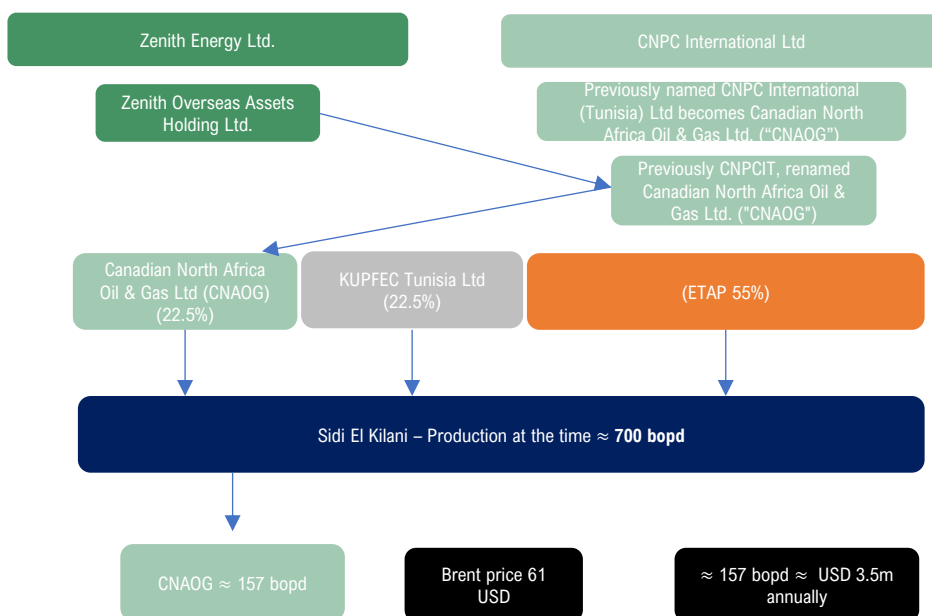 Zenith Energy Ltd.
CNPC International Ltd
Zenith Overseas Assets
Holding Ltd.
Previously named CNPC International
(Tunisia) Ltd becomes Canadian North
Africa Oil & Gas Ltd. (“CNAOG”)
Previously CNPCIT, renamed
Canadian North Africa Oil &
Gas Ltd. ("CNAOG")
Canadian North Africa
Oil & Gas Ltd (CNAOG)
(22.5%)
KUPFEC Tunisia Ltd
(22.5%)
(ETAP 55%)
Sidi El Kilani – Production at the time ≈ 700 bopd
CNAOG ≈ 157 bopd
Brent price 61
USD
≈ 157 bopd ≈ USD 3.5m
annually